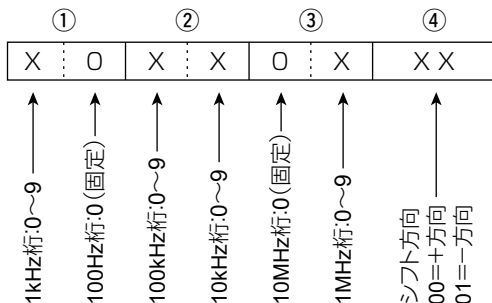 ① ② ③ ④
X 0 X X 0 X X X
1kHz桁:0〜9
100Hz桁:0(固定)
100kHz桁:0〜9
10kHz桁:0〜9
10MHz桁:0(固定)
1MHz桁:0〜9
シフト方向
00=+方向
01=−方向